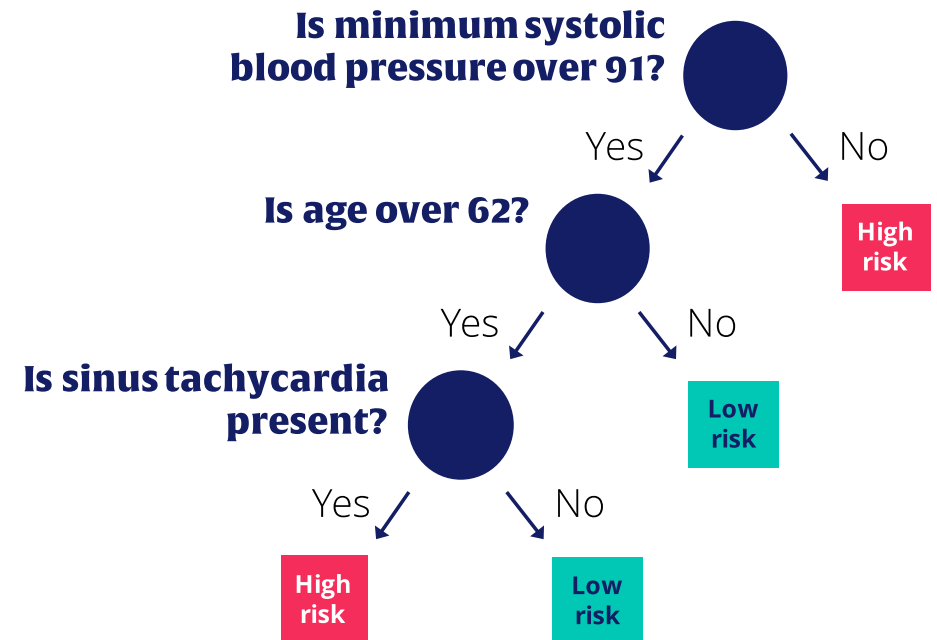 Is minimum systolic
blood pressure over 91?
Yes
No
Is age over 62?
High
risk
Yes
No
Is sinus tachycardia
present?
Low
risk
Yes
No
High
risk
Low
risk